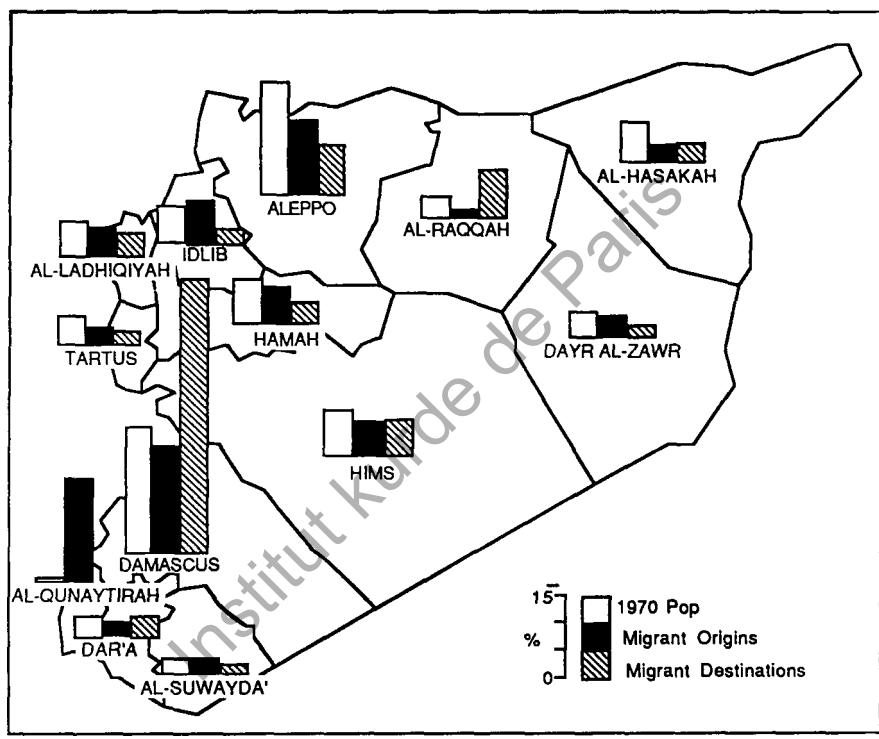 ALEPPO
AL-HASAKAH
AL-RAQQAH
IDLIB
AL-LADHIQIYAH
HAMAH
TARTUS
DAYR AL-ZAWR
HIMS
DAMASCUS
AL-QUNAYTIRAH
DAR'A
AL-SUWAYDA'
15
%
0
1970 Pop
Migrant Origins
Migrant Destinations
Institut kurde de Paris